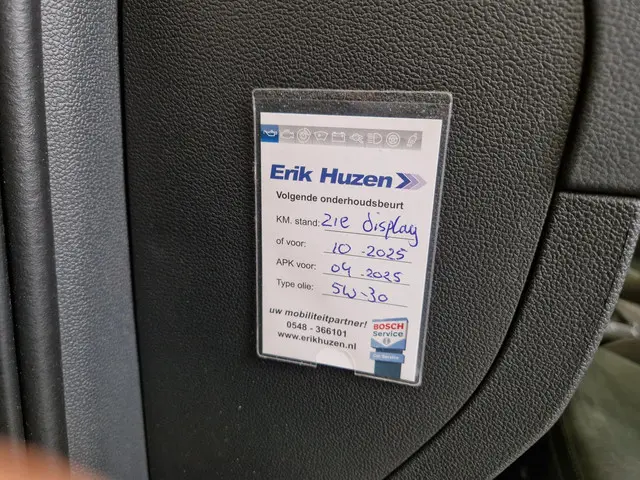 Erik Huzen
Volgende onderhoudsbeurt
KM. stand: zie display
of voor: 10-2025
APK voor: 04-2025
Type olie: 5W-30
uw mobiliteitpartner!
0548 - 366101
www.erikhuzen.nl
BOSCH
Service